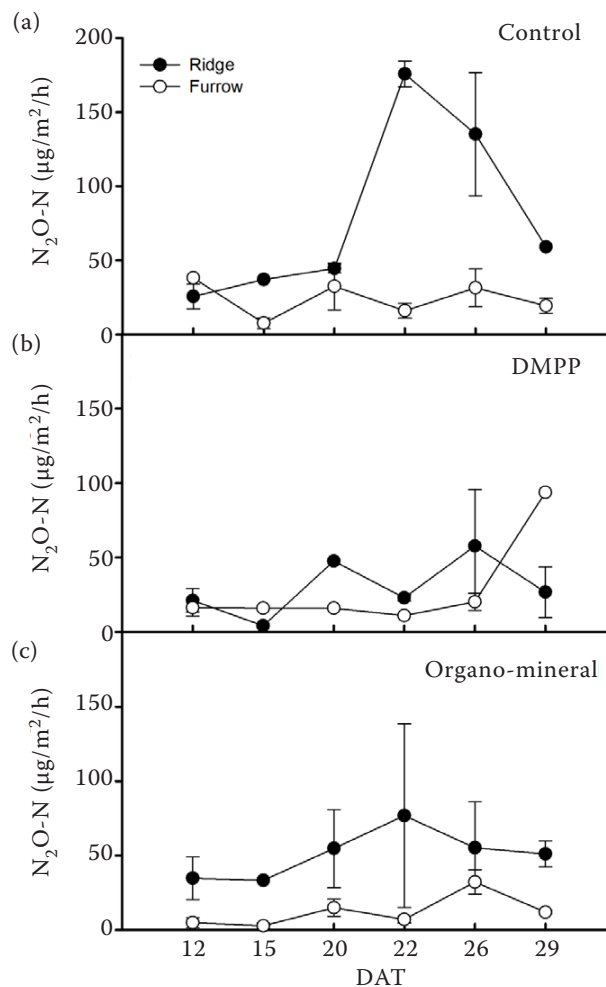 (a)
200
Control
Ridge
Furrow
150
100
50
0
N₂O-N (µg/m²/h)
(b)
DMPP
150
100
50
0
N₂O-N (µg/m²/h)
(c)
Organo-mineral
150
100
50
0
N₂O-N (µg/m²/h)
12 15 20 22 26 29
DAT